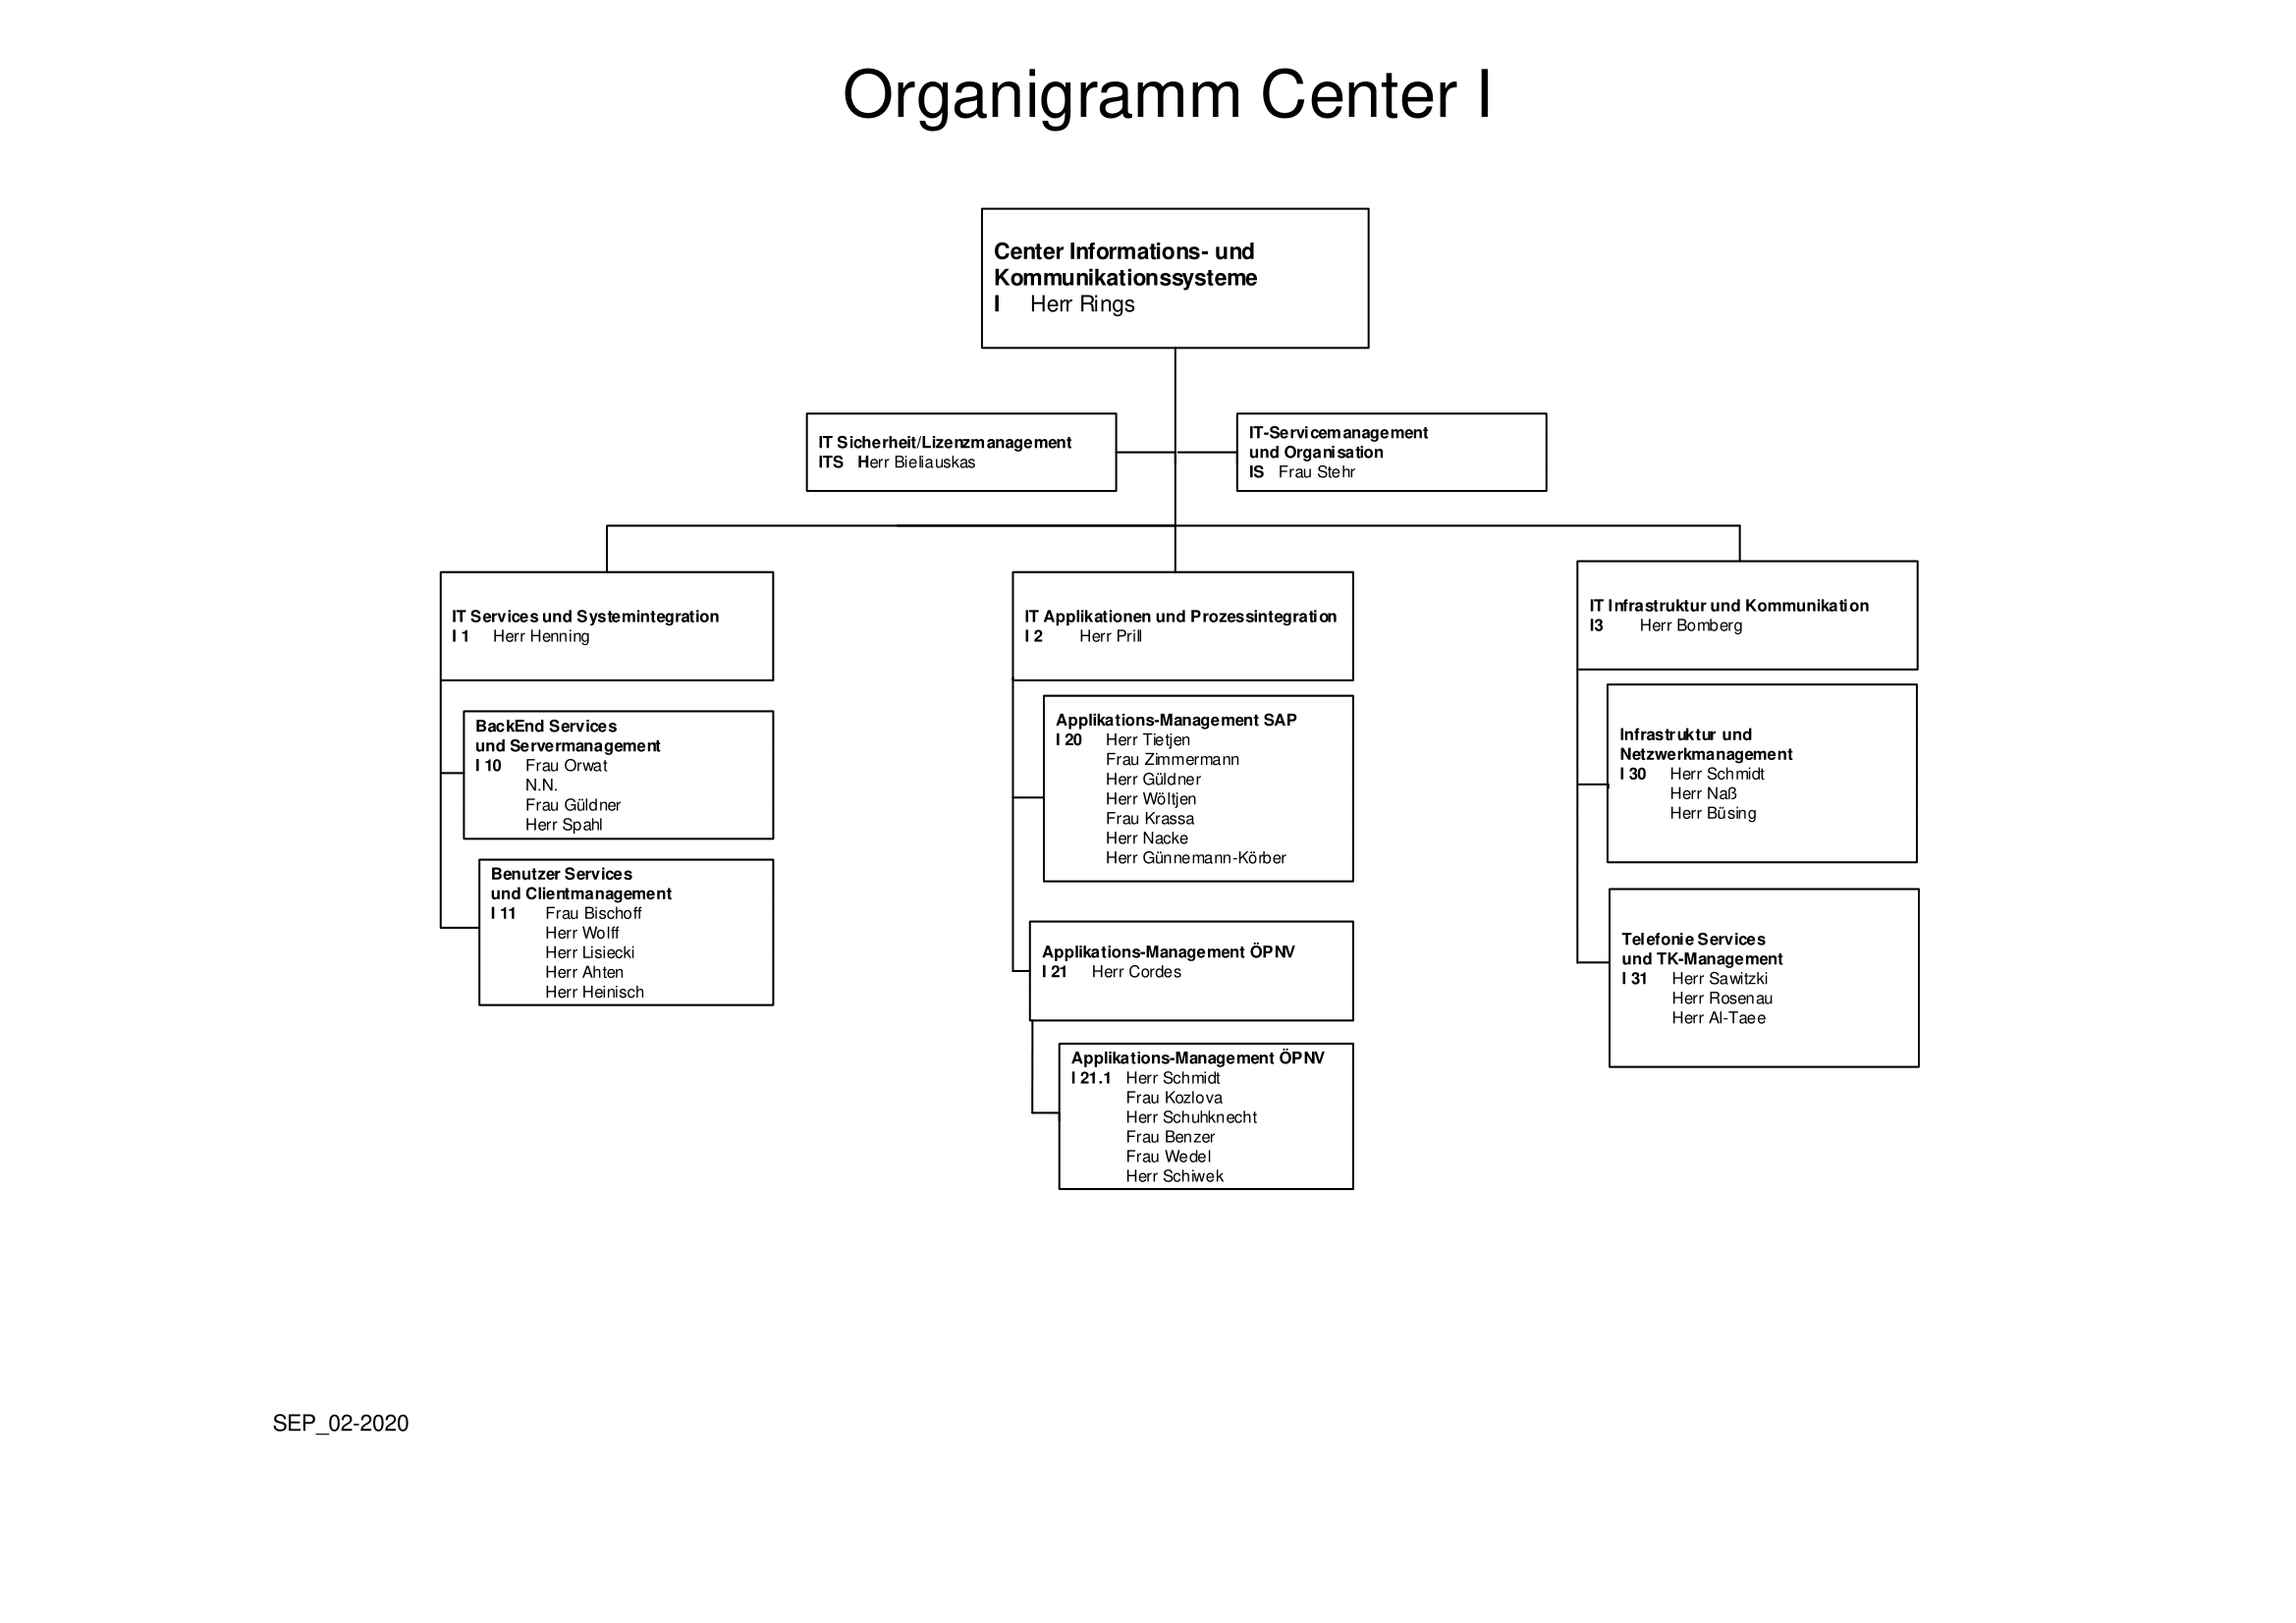 Organigramm Center I
Center Informations- und
Kommunikationssysteme
I Herr Rings
IT Sicherheit/Lizenzmanagement
ITS Herr Bieliauskas
IT-Servicemanagement
und Organisation
IS Frau Stehr
IT Services und Systemintegration
I 1 Herr Henning
BackEnd Services
und Servermanagement
I 10 Frau Orwat
N.N.
Frau Güldner
Herr Spahl
Benutzer Services
und Clientmanagement
I 11 Frau Bischoff
Herr Wolff
Herr Lisiecki
Herr Ahten
Herr Heinisch
IT Applikationen und Prozessintegration
I 2 Herr Prill
Applikations-Management SAP
I 20 Herr Tietjen
Frau Zimmermann
Herr Güldner
Herr Wöltjen
Frau Krassa
Herr Nacke
Herr Günnemann-Körber
Applikations-Management ÖPNV
I 21 Herr Cordes
Applikations-Management ÖPNV
I 21.1 Herr Schmidt
Frau Kozlova
Herr Schuhknecht
Frau Benzer
Frau Wedel
Herr Schiwek
IT Infrastruktur und Kommunikation
I3 Herr Bomberg
Infrastruktur und
Netzwerkmanagement
I 30 Herr Schmidt
Herr Naß
Herr Büsing
Telefonie Services
und TK-Management
I 31 Herr Sawitzki
Herr Rosenau
Herr Al-Taee
SEP_02-2020